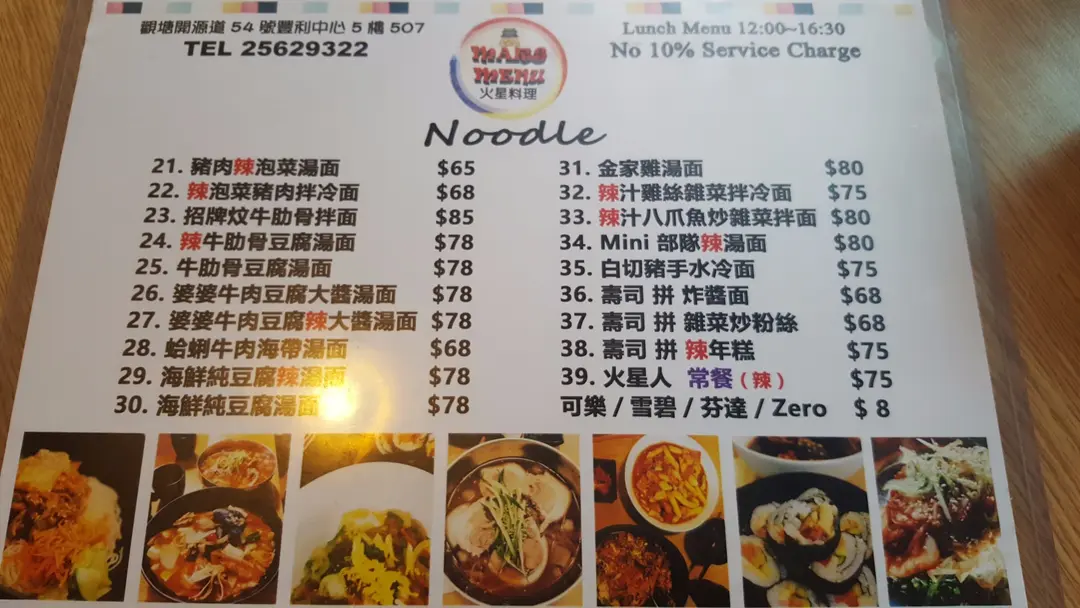 觀塘開源道 54 號豐利中心 5 樓 507
TEL 25629322
MARS
MENU
火星料理
Lunch Menu 12:00~16:30
No 10% Service Charge
Noodle
21. 豬肉辣泡菜湯面 $65
22. 辣泡菜豬肉拌冷面 $68
23. 招牌炆牛肋骨拌面 $85
24. 辣牛肋骨豆腐湯面 $78
25. 牛肋骨豆腐湯面 $78
26. 婆婆牛肉豆腐大醬湯面 $78
27. 婆婆牛肉豆腐辣大醬湯面 $78
28. 蛤蜊牛肉海帶湯面 $68
29. 海鮮純豆腐辣湯面 $78
30. 海鮮純豆腐湯面 $78
31. 金家雞湯面 $80
32. 辣汁雞絲雜菜拌冷面 $75
33. 辣汁八爪魚炒雜菜拌面 $80
34. Mini 部隊辣湯面 $80
35. 白切豬手水冷面 $75
36. 壽司 拼 炸醬面 $68
37. 壽司 拼 雜菜炒粉絲 $68
38. 壽司 拼 辣年糕 $75
39. 火星人 常餐 (辣) $75
可樂 / 雪碧 / 芬達 / Zero $ 8